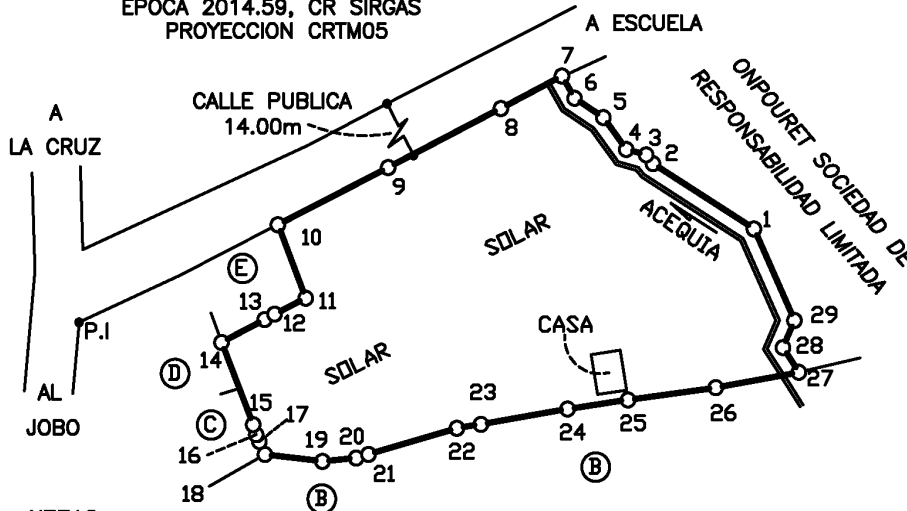 EPOCA 2014.59, CR SIRGAS
PROYECCION CRTM05
A ESCUELA
7
6
5
ONPOURET SOCIEDAD DE
RESPONSABILIDAD LIMITADA
A
LA CRUZ
CALLE PUBLICA
14.00m
8
4
3
2
9
1
ACEQUIA
SOLAR
10
E
11
13
12
P.I
14
CASA
29
28
27
SOLAR
D
AL
JOBO
C
15
17
16
18
19
20
21
22
23
24
25
26
B
B